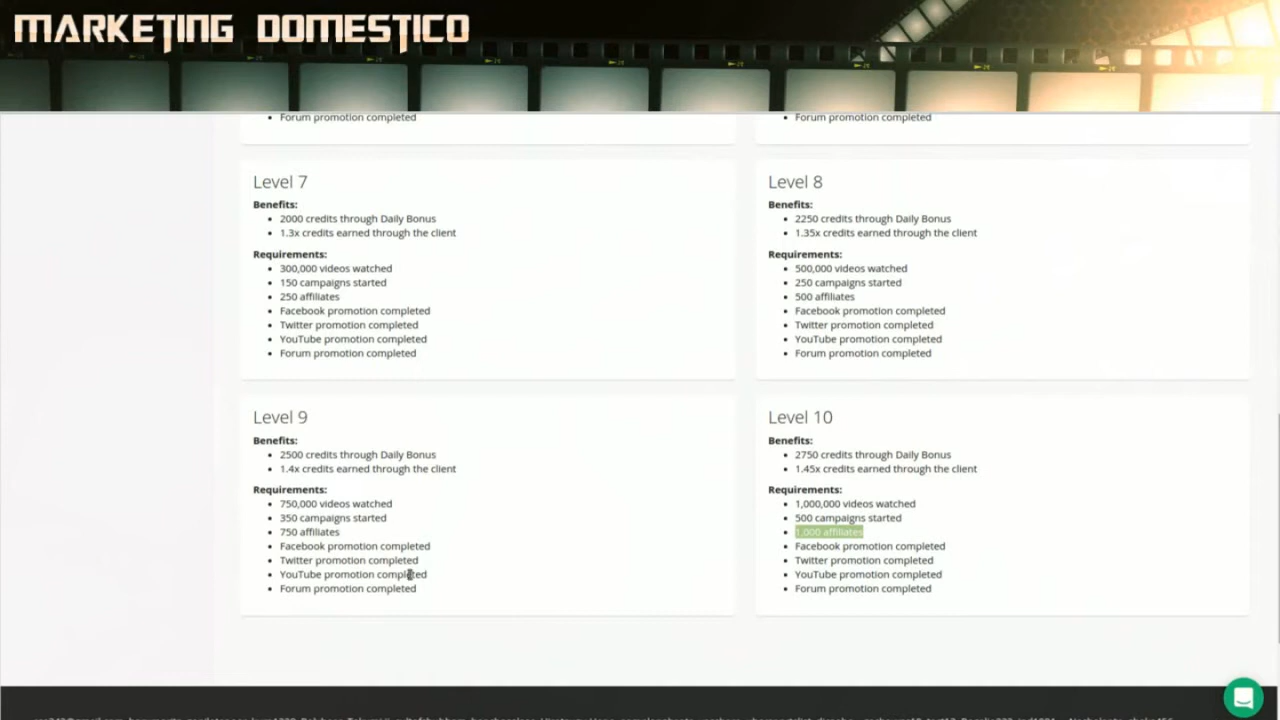 MARKETING DOMESTICO
• Forum promotion completed
• Forum promotion completed
Level 7
Benefits:
• 2000 credits through Daily Bonus
• 1.3x credits earned through the client
Requirements:
• 300,000 videos watched
• 150 campaigns started
• 250 affiliates
• Facebook promotion completed
• Twitter promotion completed
• YouTube promotion completed
• Forum promotion completed
Level 8
Benefits:
• 2250 credits through Daily Bonus
• 1.35x credits earned through the client
Requirements:
• 500,000 videos watched
• 250 campaigns started
• 500 affiliates
• Facebook promotion completed
• Twitter promotion completed
• YouTube promotion completed
• Forum promotion completed
Level 9
Benefits:
• 2500 credits through Daily Bonus
• 1.4x credits earned through the client
Requirements:
• 750,000 videos watched
• 350 campaigns started
• 750 affiliates
• Facebook promotion completed
• Twitter promotion completed
• YouTube promotion completed
• Forum promotion completed
Level 10
Benefits:
• 2750 credits through Daily Bonus
• 1.45x credits earned through the client
Requirements:
• 1,000,000 videos watched
• 500 campaigns started
• 1,000 affiliates
• Facebook promotion completed
• Twitter promotion completed
• YouTube promotion completed
• Forum promotion completed